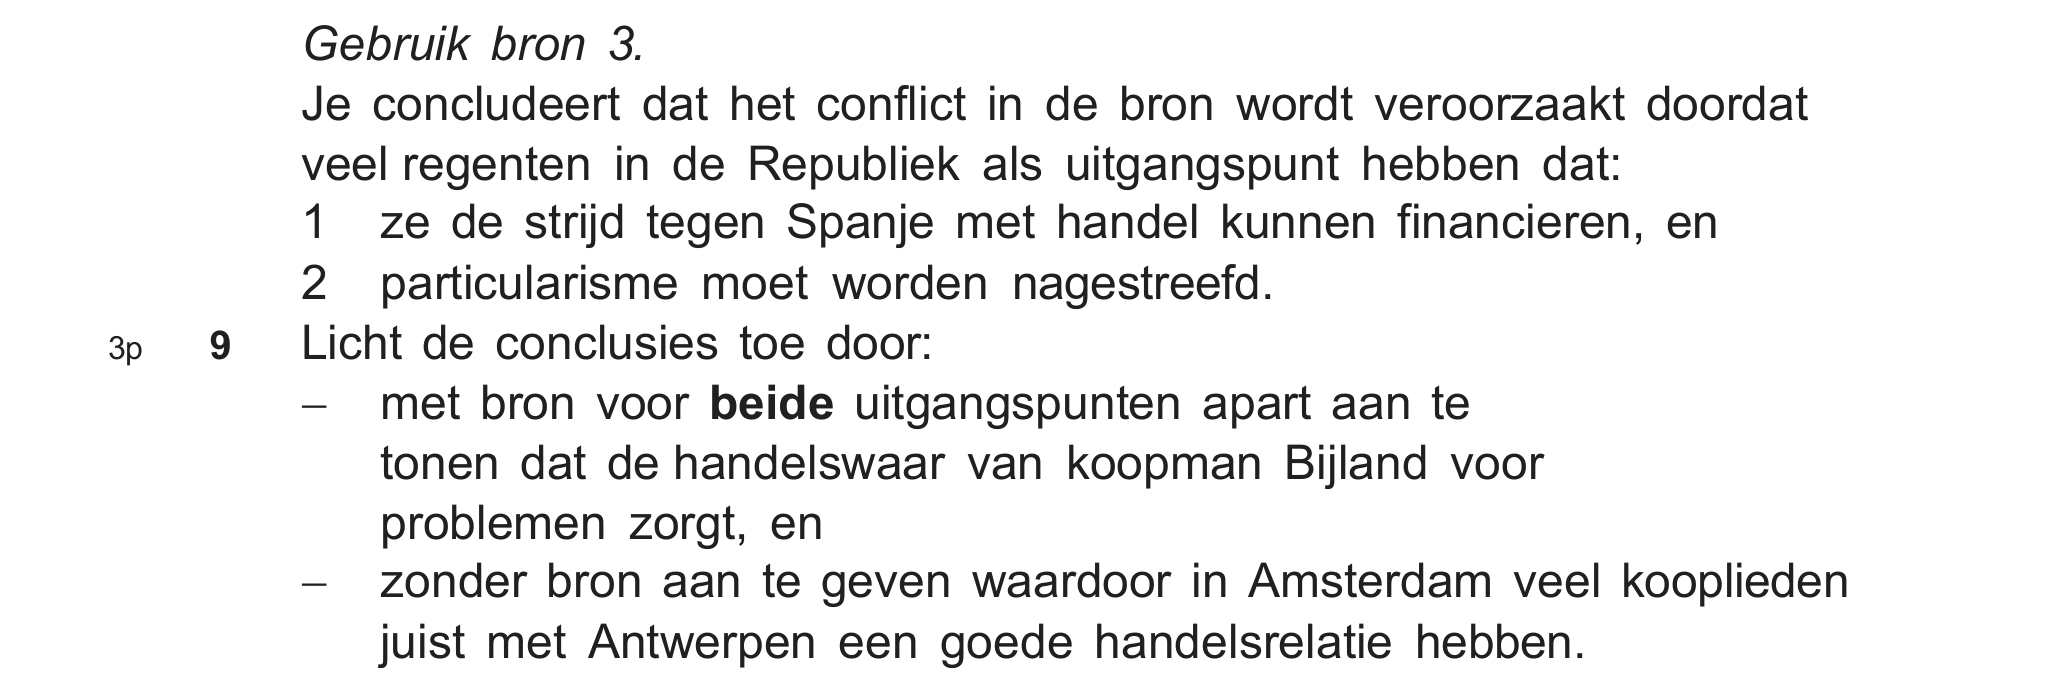 Gebruik bron 3.
Je concludeert dat het conflict in de bron wordt veroorzaakt doordat
veel regenten in de Republiek als uitgangspunt hebben dat:
1 ze de strijd tegen Spanje met handel kunnen financieren, en
2 particularisme moet worden nagestreefd.
3p 9 Licht de conclusies toe door:
– met bron voor beide uitgangspunten apart aan te
tonen dat de handelswaar van koopman Bijland voor
problemen zorgt, en
– zonder bron aan te geven waardoor in Amsterdam veel kooplieden
juist met Antwerpen een goede handelsrelatie hebben.